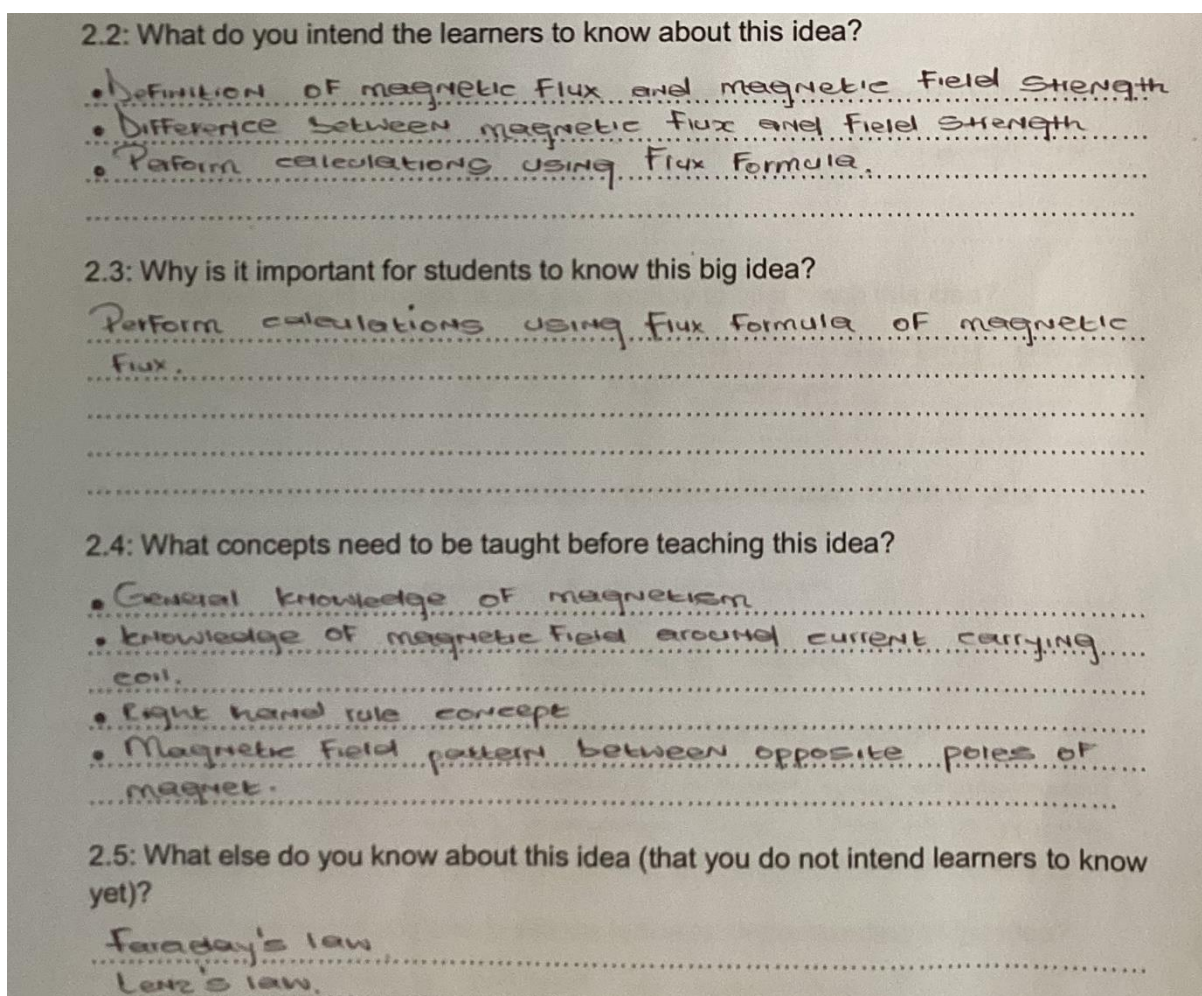 2.2: What do you intend the learners to know about this idea?
• Definition of magnetic flux and magnetic field strength
• Difference between magnetic flux and field strength
• Peform calculations using Flux Formula.
2.3: Why is it important for students to know this big idea?
Perform calculations using flux formula of magnetic
flux.
2.4: What concepts need to be taught before teaching this idea?
• General knowledge of magnetism
• knowledge of magnetic field around current carrying
coil.
• Right hand rule concept
• Magnetic field pattern between opposite poles of
magnet.
2.5: What else do you know about this idea (that you do not intend learners to know
yet)?
Faraday's law
Lenz's law.